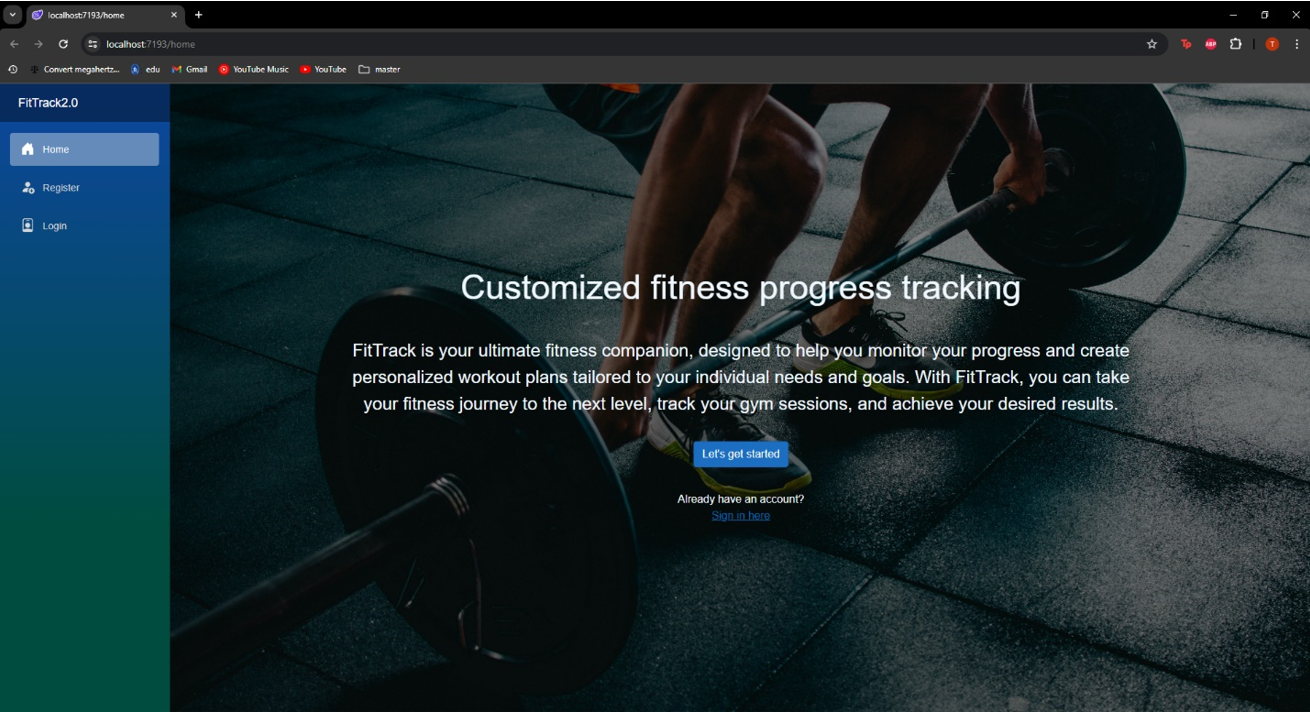 localhost:7193/home
localhost:7193/home
Tp
ABP
T
Convert megahertz...
edu
Gmail
YouTube Music
YouTube
master
FitTrack2.0
Home
Register
Login
Customized fitness progress tracking
FitTrack is your ultimate fitness companion, designed to help you monitor your progress and create
personalized workout plans tailored to your individual needs and goals. With FitTrack, you can take
your fitness journey to the next level, track your gym sessions, and achieve your desired results.
Let's get started
Already have an account?
Sign in here